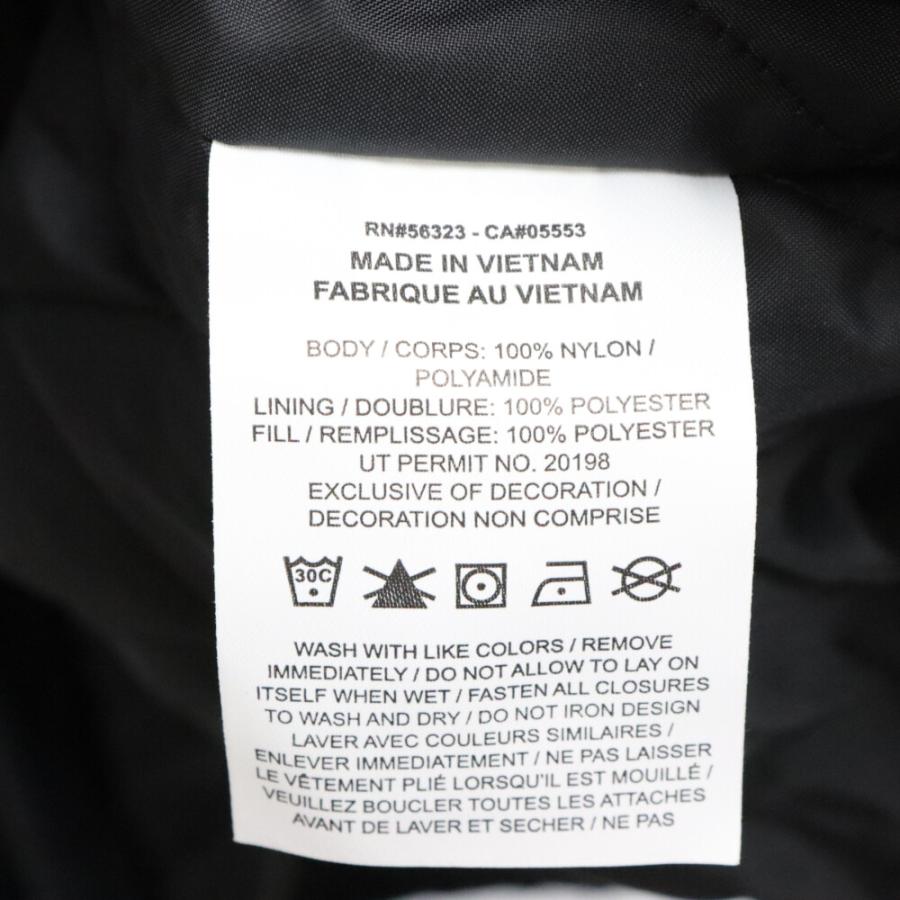 RN#56323 - CA#05553
MADE IN VIETNAM
FABRIQUE AU VIETNAM
BODY / CORPS: 100% NYLON /
POLYAMIDE
LINING / DOUBLURE: 100% POLYESTER
FILL / REMPLISSAGE: 100% POLYESTER
UT PERMIT NO. 20198
EXCLUSIVE OF DECORATION /
DECORATION NON COMPRISE
30C
WASH WITH LIKE COLORS / REMOVE
IMMEDIATELY / DO NOT ALLOW TO LAY ON
ITSELF WHEN WET / FASTEN ALL CLOSURES
TO WASH AND DRY / DO NOT IRON DESIGN
LAVER AVEC COULEURS SIMILAIRES /
ENLEVER IMMEDIATEMENT / NE PAS LAISSER
LE VÊTEMENT PLIÉ LORSQU'IL EST MOUILLÉ /
VEUILLEZ BOUCLER TOUTES LES ATTACHES
AVANT DE LAVER ET SECHER / NE PAS